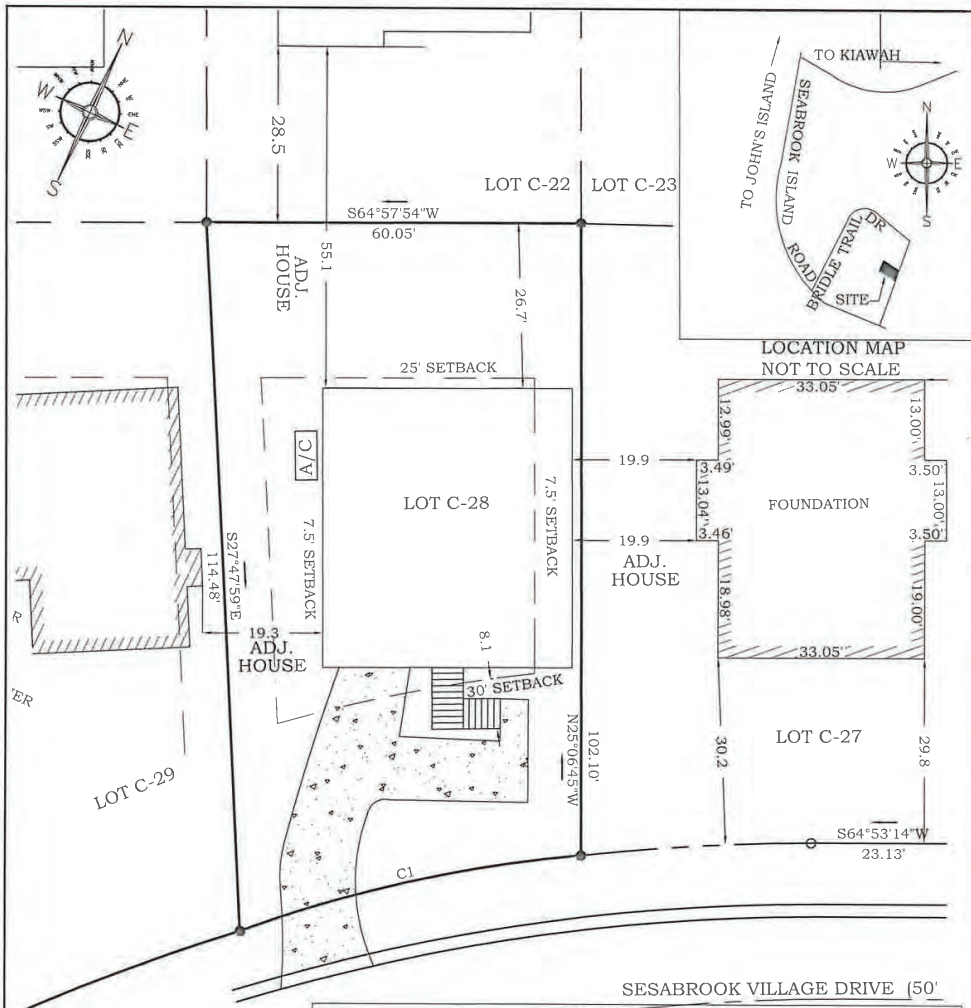 N
W
E
S
WSW
ENE
28.5
LOT C-22
LOT C-23
S64°57'54"W
60.05'
55.1
ADJ.
HOUSE
26.7'
25' SETBACK
TO KIAWAH
TO JOHN'S ISLAND
SEABROOK ISLAND
ROAD
BRIDLE TRAIL
DR
SITE
N
W
E
S
LOCATION MAP
NOT TO SCALE
33.05'
12.99'
13.00'
3.49'
3.50'
13.04'
13.00'
3.46'
3.50'
FOUNDATION
18.98'
19.00'
33.05'
A/C
LOT C-28
7.5' SETBACK
7.5' SETBACK
19.9
19.9
ADJ.
HOUSE
S27°47'59"E
114.48'
19.3
ADJ.
HOUSE
8.1
30' SETBACK
102.10'
N25°06'45"W
R
ER
LOT C-29
LOT C-27
30.2
29.8
S64°53'14"W
23.13'
C1
SESABROOK VILLAGE DRIVE (50'